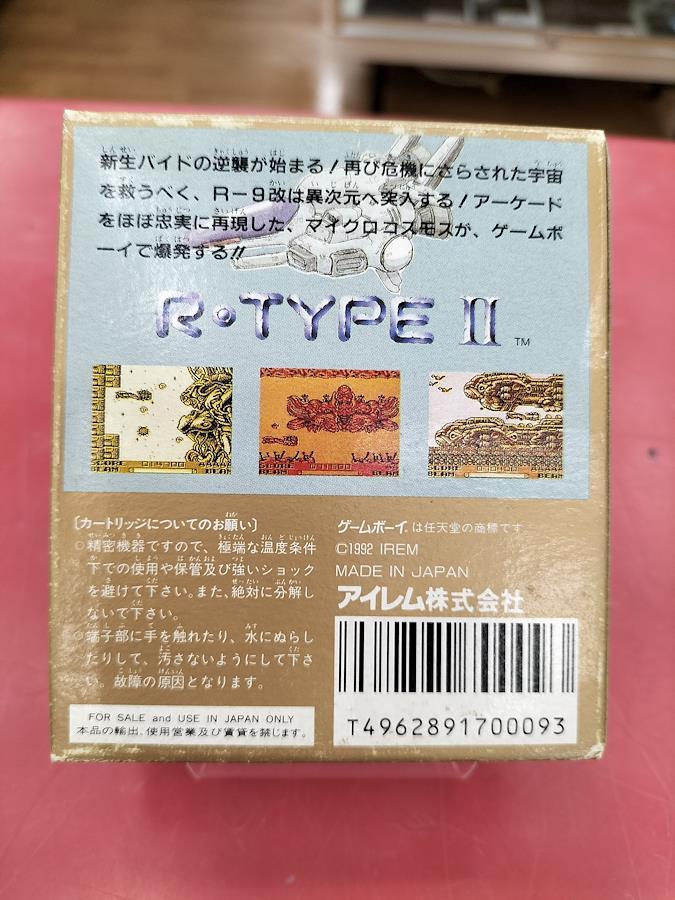 新生バイドの逆襲が始まる!再び危機にさらされた宇宙
を救うべく、R−9改は異次元へ突入する!アーケード
をほぼ忠実に再現した、マイクロコスモスが、ゲームボ
ーイで爆発する!!
R・TYPE II ™
SCORE
BEAM
SCORE
BEAM
SCORE
BEAM
〔カートリッジについてのお願い〕
○精密機器ですので、極端な温度条件
下での使用や保管及び強いショック
を避けて下さい。また、絶対に分解し
ないで下さい。
○端子部に手を触れたり、水にぬらし
たりして、汚さないようにして下さ
い。故障の原因となります。
FOR SALE and USE IN JAPAN ONLY
本品の輸出、使用営業及び賃貸を禁じます。
ゲームボーイ。は任天堂の商標です
©1992 IREM
MADE IN JAPAN
アイレム株式会社
T4962891700093